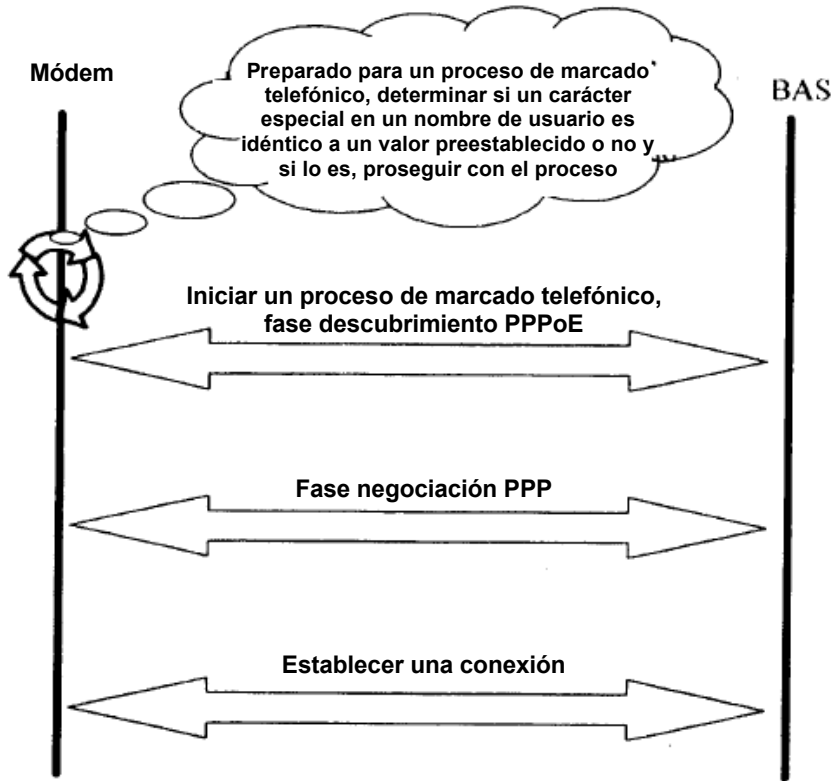 Módem
Preparado para un proceso de marcado
telefónico, determinar si un carácter
especial en un nombre de usuario es
idéntico a un valor preestablecido o no y
si lo es, proseguir con el proceso
BAS
Iniciar un proceso de marcado telefónico,
fase descubrimiento PPPoE
Fase negociación PPP
Establecer una conexión